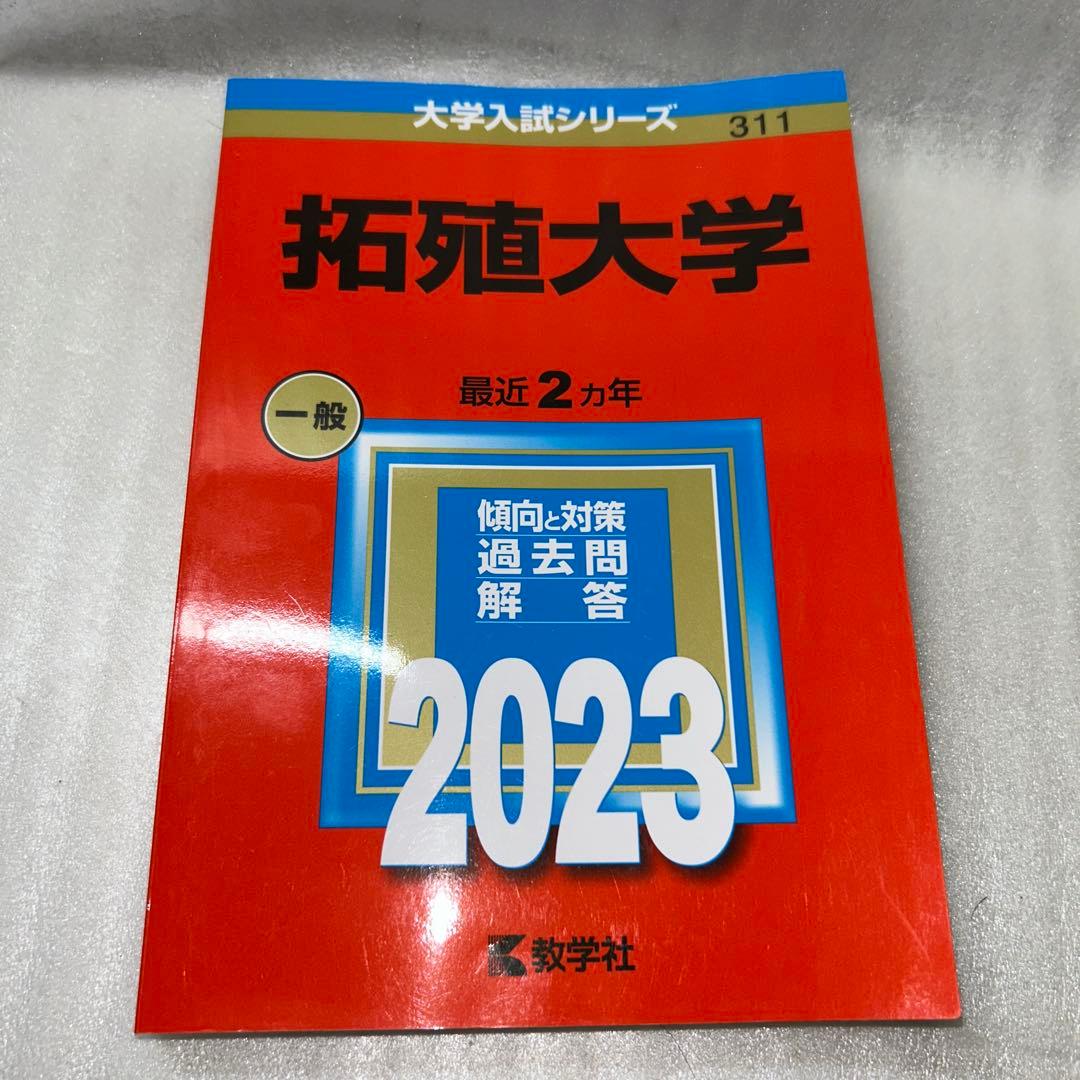 大学入試シリーズ
311
拓殖大学
最近2カ年
一般
傾向と対策
過去問
解答
2023
教学社